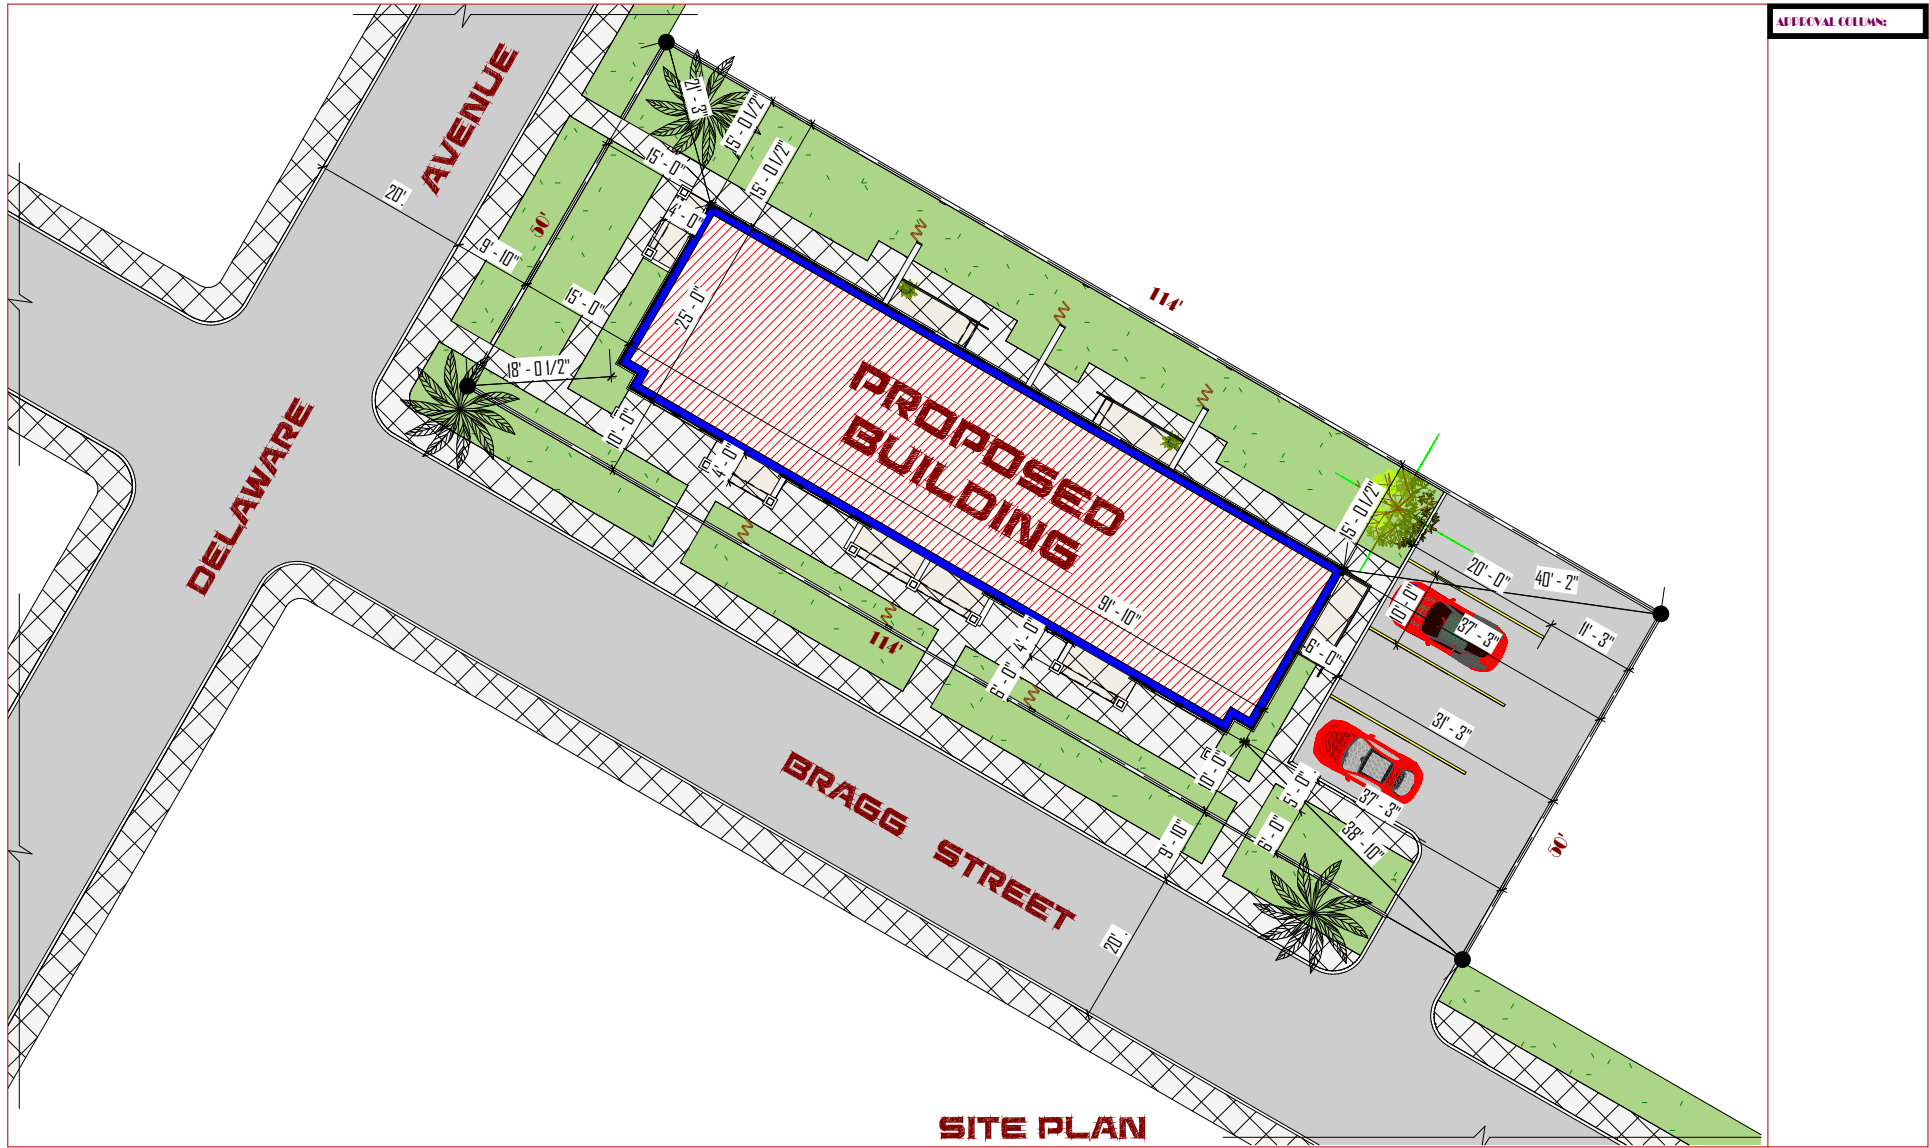 APPROVAL COLUMN:
AVENUE
21' - 3"
15' - 0 1/2"
15' - 0"
15' - 0 1/2"
20'.
4' - 0"
50'
9' - 10"
15' - 0"
25' - 0"
114'
18' - 0 1/2"
10' - 0"
4' - 0"
PROPOSED
BUILDING
DELAWARE
15' - 0 1/2"
20' - 0"
40' - 2"
10' - 0"
37' - 3"
11' - 3"
91' - 10"
4' - 0"
114'
6' - 0"
6' - 0"
31' - 3"
BRAGG STREET
10' - 0"
5' - 0"
37' - 3"
9' - 10"
6' - 0"
38' - 10"
50'
20'.
SITE PLAN